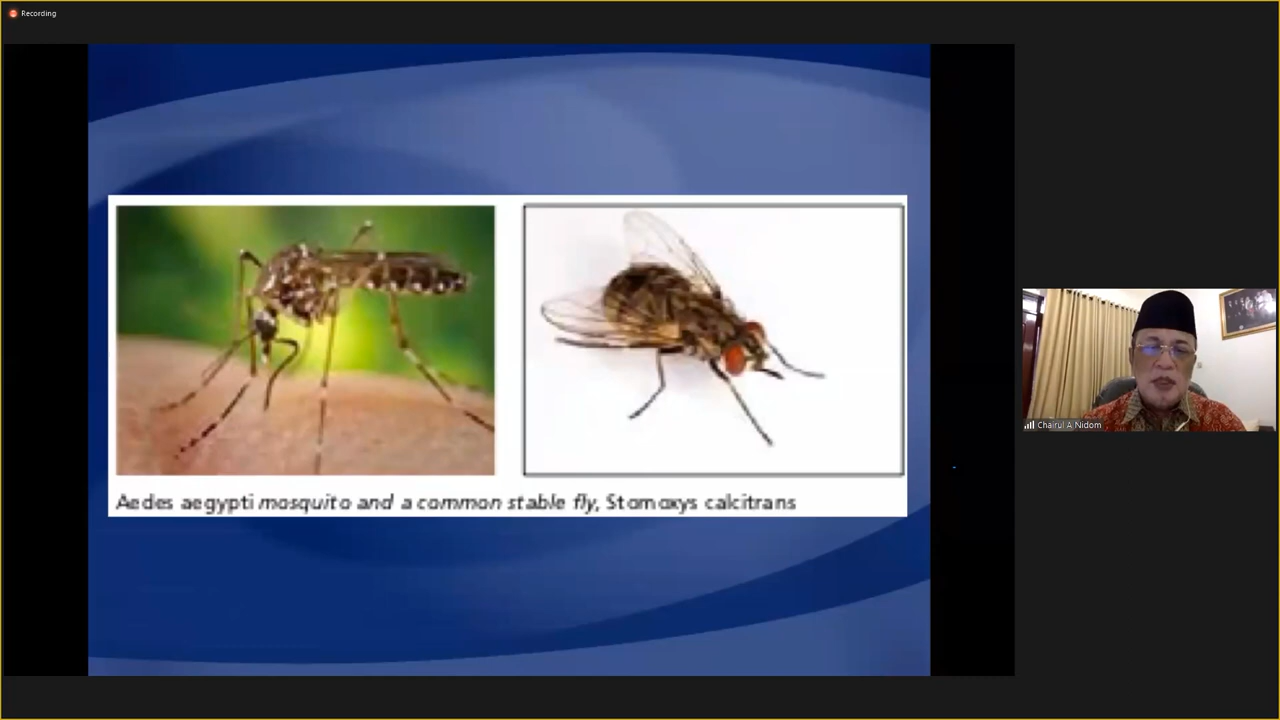 Recording
Aedes aegypti mosquito and a common stable fly, Stomoxys calcitrans
Chairul A Nidom